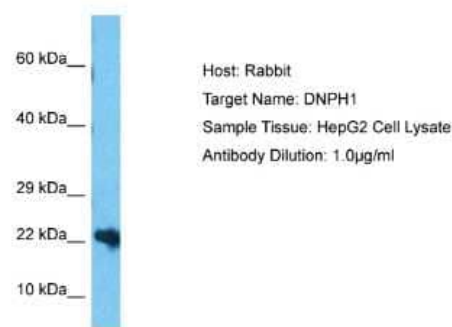 60 kDa
40 kDa
29 kDa
22 kDa
10 kDa
Host: Rabbit
Target Name: DNPH1
Sample Tissue: HepG2 Cell Lysate
Antibody Dilution: 1.0µg/ml